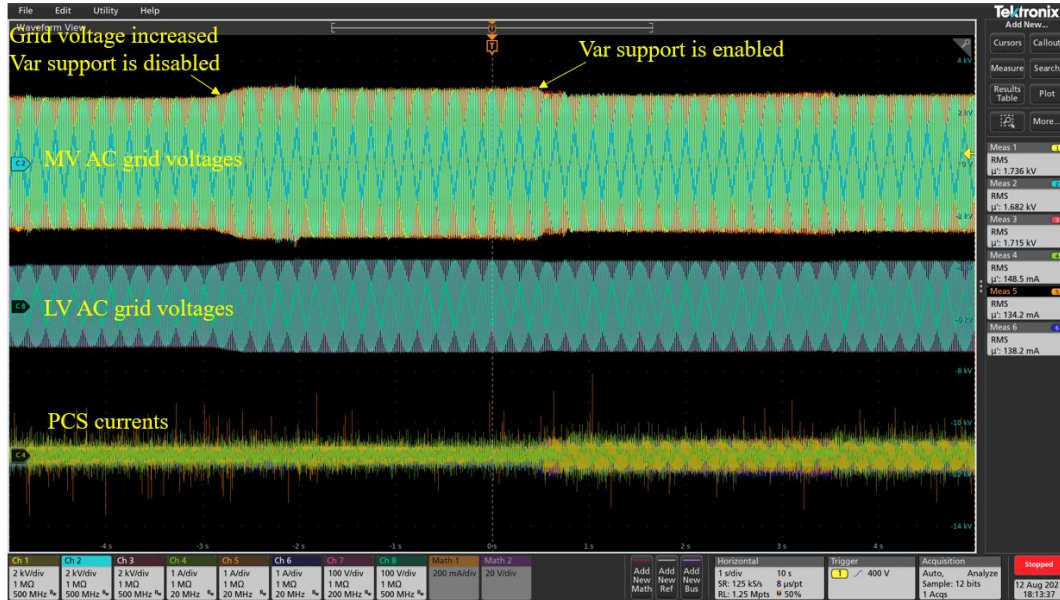 File Edit Utility Help
Tektronix
Waveform View
Add New...
Grid voltage increased
Var support is disabled
Var support is enabled
Cursors Callout
Measure Search
Results Table Plot
More...
T
4 kV
2 kV
0 V
-2 kV
-6 kV
-8 kV
-10 kV
-12 kV
-14 kV
C2
MV AC grid voltages
C8
LV AC grid voltages
PCS currents
C4
-4 s -3 s -2 s -1 s 0 s 1 s 2 s 3 s 4 s
Meas 1 1
RMS
µ': 1.736 kV
Meas 2 2
RMS
µ': 1.682 kV
Meas 3 3
RMS
µ': 1.715 kV
Meas 4 4
RMS
µ': 148.5 mA
Meas 5 5
RMS
µ': 134.2 mA
Meas 6 6
RMS
µ': 138.2 mA
Ch 1
2 kV/div
1 MΩ
500 MHz
Ch 2
2 kV/div
1 MΩ
500 MHz
Ch 3
2 kV/div
1 MΩ
500 MHz
Ch 4
1 A/div
1 MΩ
20 MHz
Ch 5
1 A/div
1 MΩ
20 MHz
Ch 6
1 A/div
1 MΩ
20 MHz
Ch 7
100 V/div
1 MΩ
200 MHz
Ch 8
100 V/div
1 MΩ
500 MHz
Math 1
200 mA/div
Math 2
20 V/div
Add New Math
Add New Ref
Add New Bus
Horizontal
1 s/div 10 s
SR: 125 kS/s 8 µs/pt
RL: 1.25 Mpts 50%
Trigger
1 400 V
Acquisition
Auto, Analyze
Sample: 12 bits
1 Acqs
Stopped
12 Aug 202
18:13:37